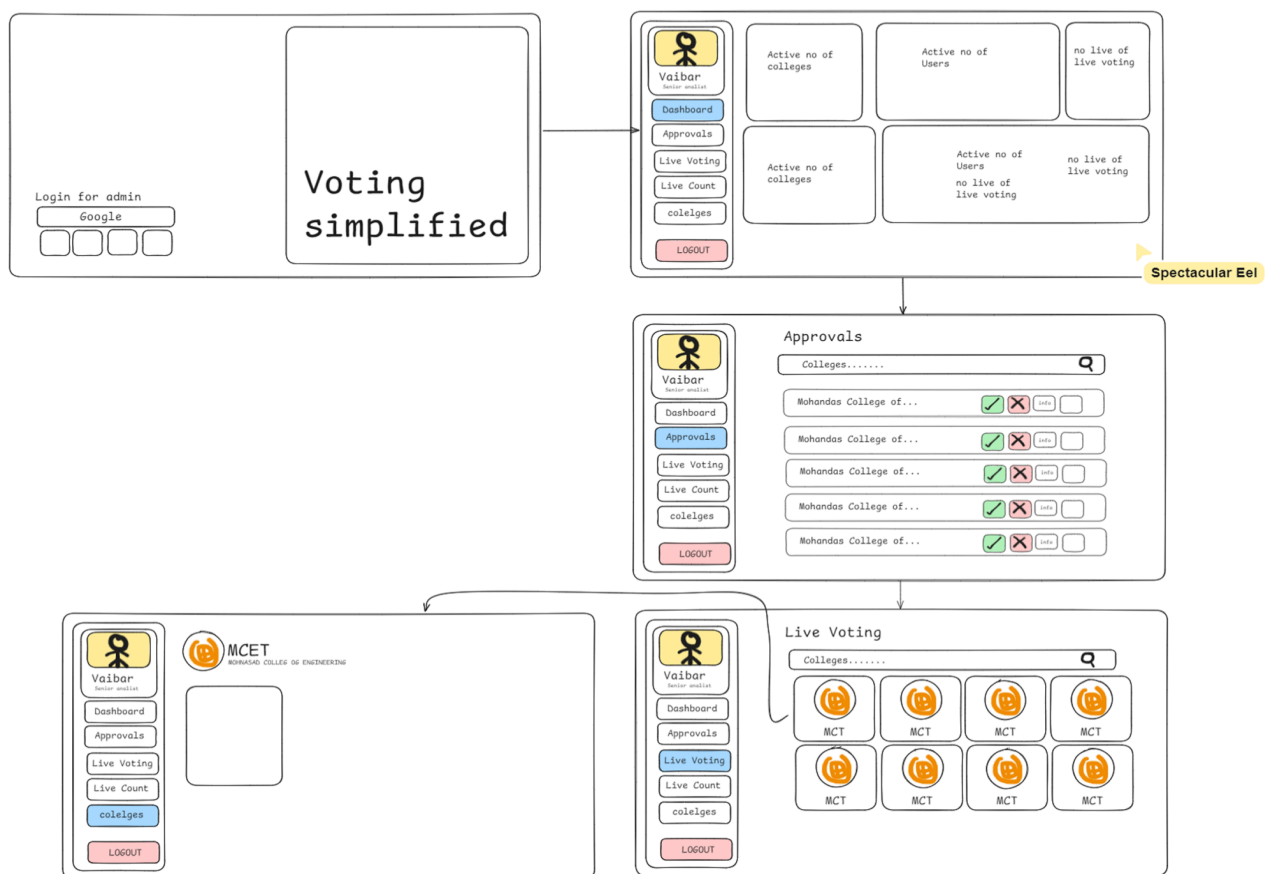 Login for admin
Google
Voting
simplified
Vaibar
Senior analist
Dashboard
Approvals
Live Voting
Live Count
colelges
LOGOUT
Active no of
colleges
Active no of
Users
no live of
live voting
Active no of
colleges
Active no of
Users
no live of
live voting
no live of
live voting
Spectacular Eel
Vaibar
Senior analist
Dashboard
Approvals
Live Voting
Live Count
colelges
LOGOUT
Approvals
Colleges.......
Mohandas College of...
info
Mohandas College of...
info
Mohandas College of...
info
Mohandas College of...
info
Mohandas College of...
info
Vaibar
Senior analist
Dashboard
Approvals
Live Voting
Live Count
colelges
LOGOUT
MCET
MOHNASAD COLLEG OG ENGINEERING
Vaibar
Senior analist
Dashboard
Approvals
Live Voting
Live Count
colelges
LOGOUT
Live Voting
Colleges.......
MCT
MCT
MCT
MCT
MCT
MCT
MCT
MCT